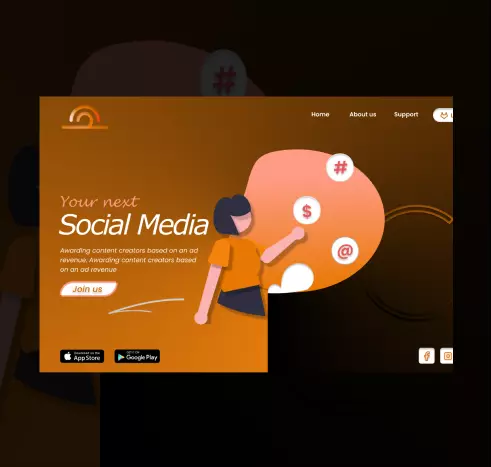 #
Home About us Support
#
$
Your next
Social Media
Awarding content creators based on an ad
revenue, Awarding content creators based
on an ad revenue
@
Join us
Download on the
App Store
GET IT ON
Google Play